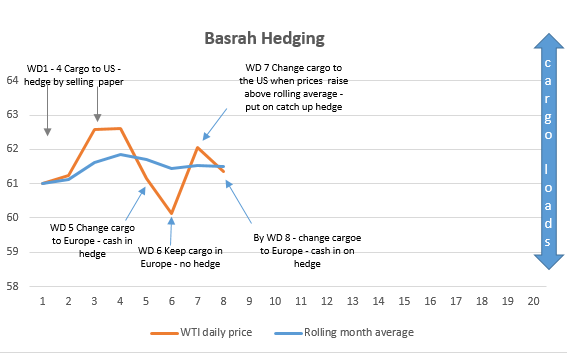 Basrah Hedging
WD1 - 4 Cargo to US -
hedge by selling paper
WD 7 Change cargo to
the US when prices raise
above rolling average -
put on catch up hedge
64
63
62
61
60
59
58
WD 5 Change cargo
to Europe - cash in
hedge
WD 6 Keep cargo in
Europe - no hedge
By WD 8 - change cargoe
to Europe - cash in on
hedge
1 2 3 4 5 6 7 8 9 10 11 12 13 14 15 16 17 18 19 20
WTI daily price
Rolling month average
cargo loads